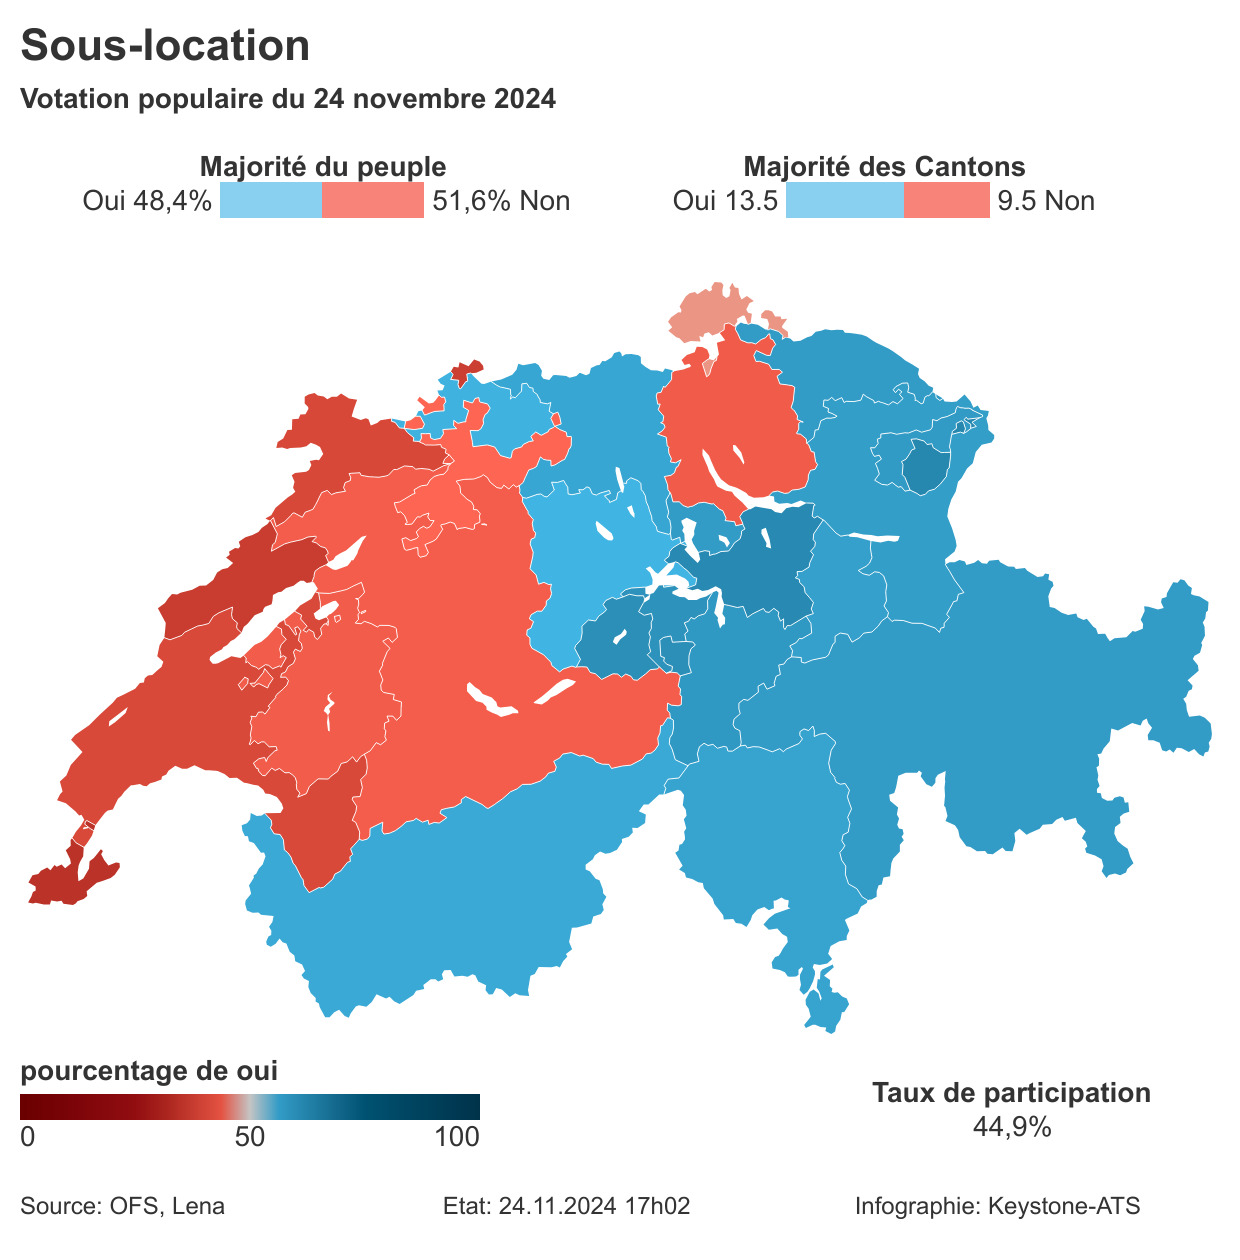 Sous-location
Votation populaire du 24 novembre 2024
Majorité du peuple
Oui 48,4% 51,6% Non
Majorité des Cantons
Oui 13.5 9.5 Non
pourcentage de oui
0 50 100
Taux de participation
44,9%
Source: OFS, Lena
Etat: 24.11.2024 17h02
Infographie: Keystone-ATS